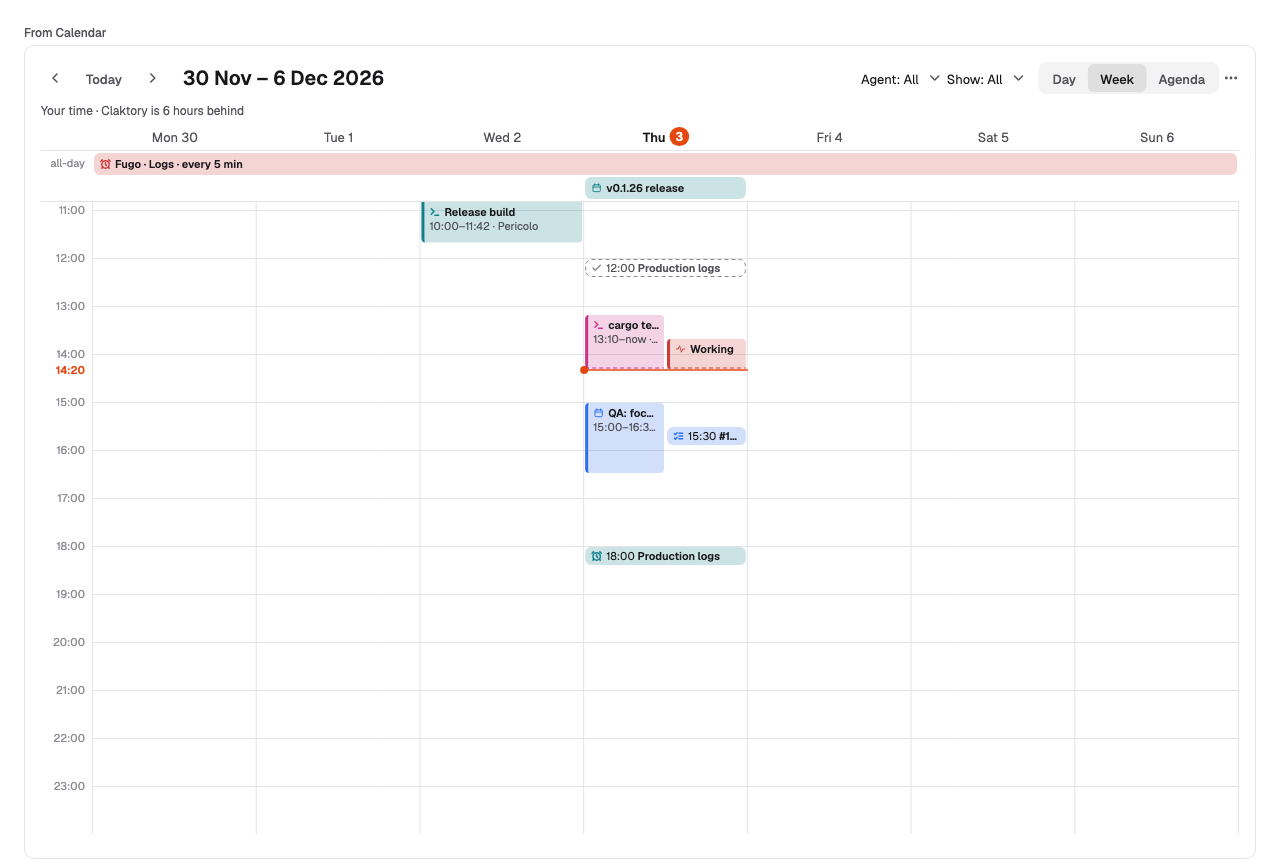 From Calendar
Today
30 Nov – 6 Dec 2026
Agent: All
Show: All
Day
Week
Agenda
Your time · Claktory is 6 hours behind
Mon 30
Tue 1
Wed 2
Thu 3
Fri 4
Sat 5
Sun 6
all-day
Fugo · Logs · every 5 min
v0.1.26 release
11:00
Release build
10:00–11:42 · Pericolo
12:00
12:00 Production logs
13:00
cargo te…
13:10–now ·…
Working
14:00
14:20
15:00
QA: foc…
15:00–16:3…
15:30 #1…
16:00
17:00
18:00
18:00 Production logs
19:00
20:00
21:00
22:00
23:00